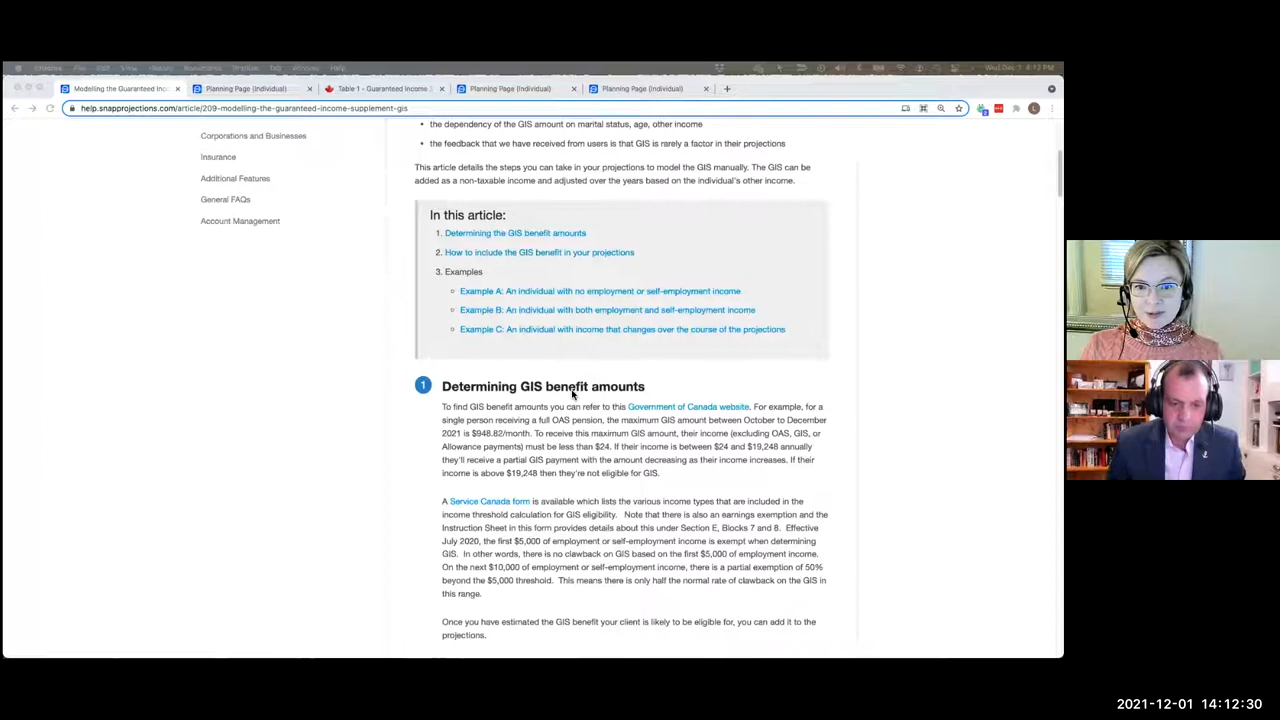 Window Help
Wed Dec 1 4:12 PM
Modelling the Guaranteed Inc
Planning Page (Individual)
Table 1 - Guaranteed Income
Planning Page (Individual)
Planning Page (Individual)
help.snapprojections.com/article/209-modelling-the-guaranteed-income-supplement-gis
L
Corporations and Businesses
Insurance
Additional Features
General FAQs
Account Management
• the dependency of the GIS amount on marital status, age, other income
• the feedback that we have received from users is that GIS is rarely a factor in their projections
This article details the steps you can take in your projections to model the GIS manually. The GIS can be
added as a non-taxable income and adjusted over the years based on the individual's other income.
In this article:
1. Determining the GIS benefit amounts
2. How to include the GIS benefit in your projections
3. Examples
Example A: An individual with no employment or self-employment income
Example B: An individual with both employment and self-employment income
Example C: An individual with income that changes over the course of the projections
1 Determining GIS benefit amounts
To find GIS benefit amounts you can refer to this Government of Canada website. For example, for a
single person receiving a full OAS pension, the maximum GIS amount between October to December
2021 is $948.82/month. To receive this maximum GIS amount, their income (excluding OAS, GIS, or
Allowance payments) must be less than $24. If their income is between $24 and $19,248 annually
they'll receive a partial GIS payment with the amount decreasing as their income increases. If their
income is above $19,248 then they're not eligible for GIS.
A Service Canada form is available which lists the various income types that are included in the
income threshold calculation for GIS eligibility. Note that there is also an earnings exemption and the
Instruction Sheet in this form provides details about this under Section E, Blocks 7 and 8. Effective
July 2020, the first $5,000 of employment or self-employment income is exempt when determining
GIS. In other words, there is no clawback on GIS based on the first $5,000 of employment income.
On the next $10,000 of employment or self-employment income, there is a partial exemption of 50%
beyond the $5,000 threshold. This means there is only half the normal rate of clawback on the GIS in
this range.
Once you have estimated the GIS benefit your client is likely to be eligible for, you can add it to the
projections.
2021-12-01 14:12:30